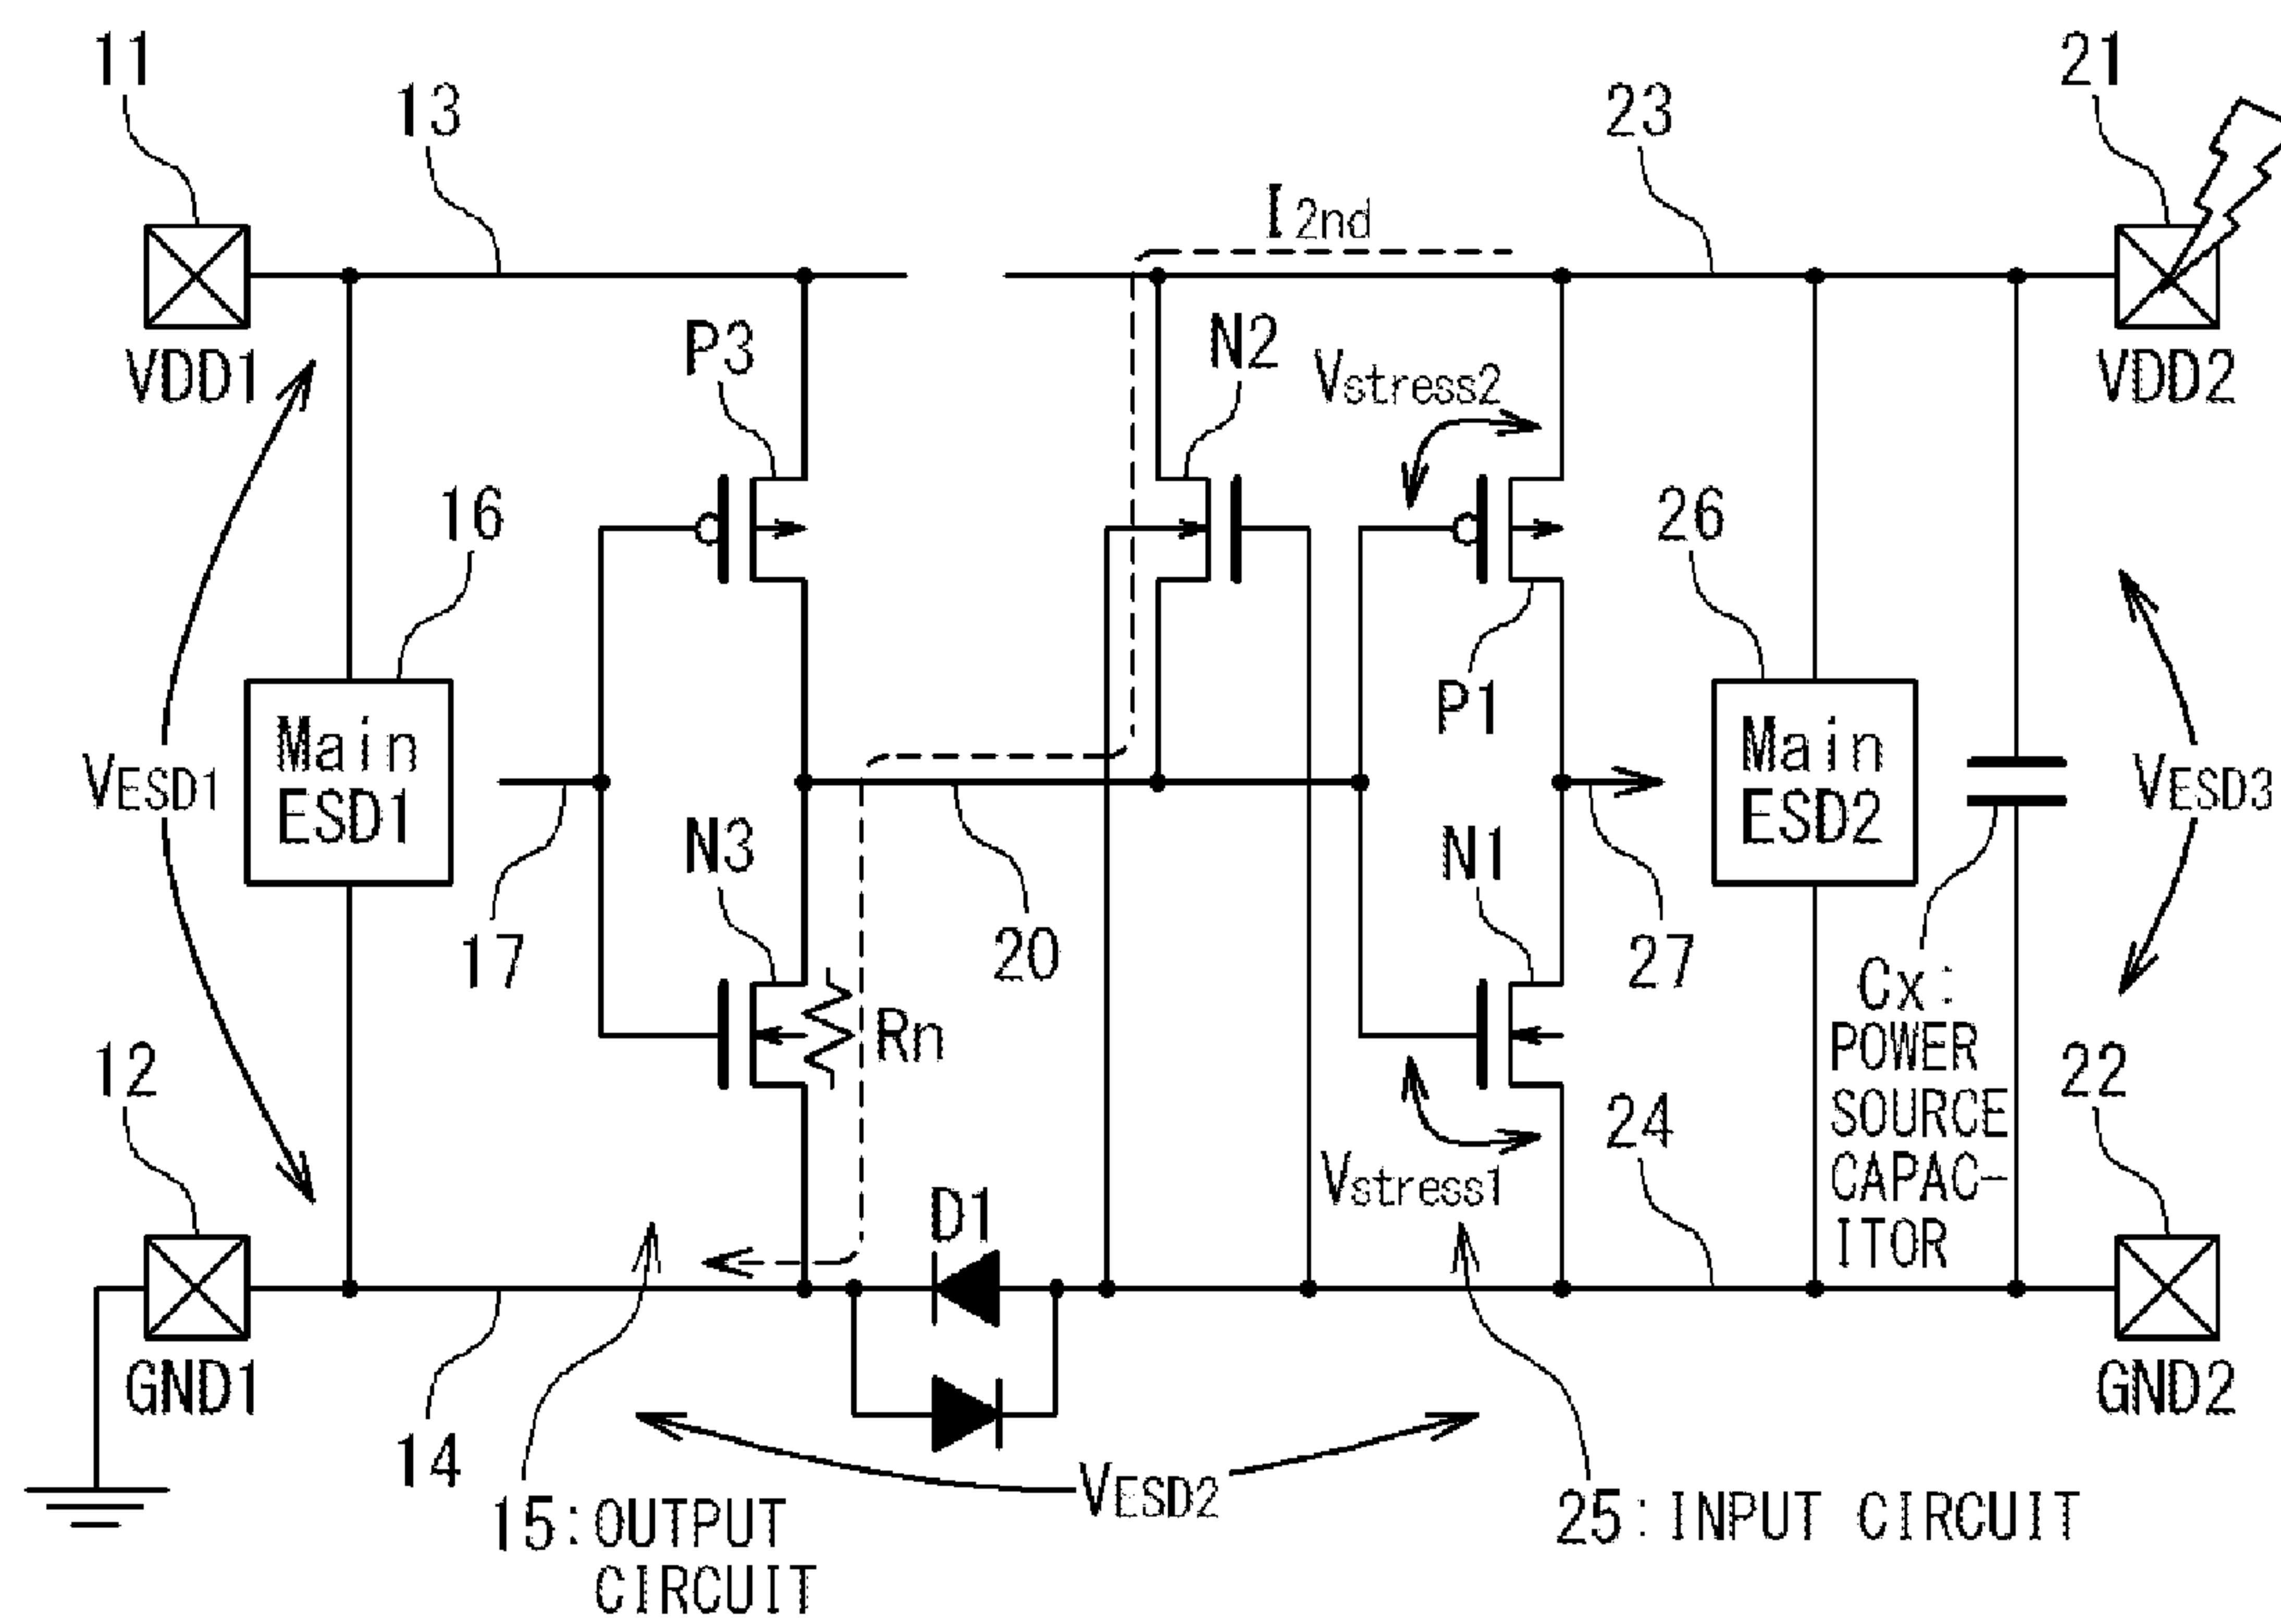 11
13
23
21
I2nd
P3
N2
VDD1
Vstress2
VDD2
16
26
Main
ESD1
P1
Main
ESD2
VESD1
VESD3
N3
N1
17
20
27
Rn
Cx:
POWER
SOURCE
CAPAC-
ITOR
12
22
24
Vstress1
D1
GND1
GND2
14
VESD2
15:OUTPUT
CIRCUIT
25:INPUT CIRCUIT